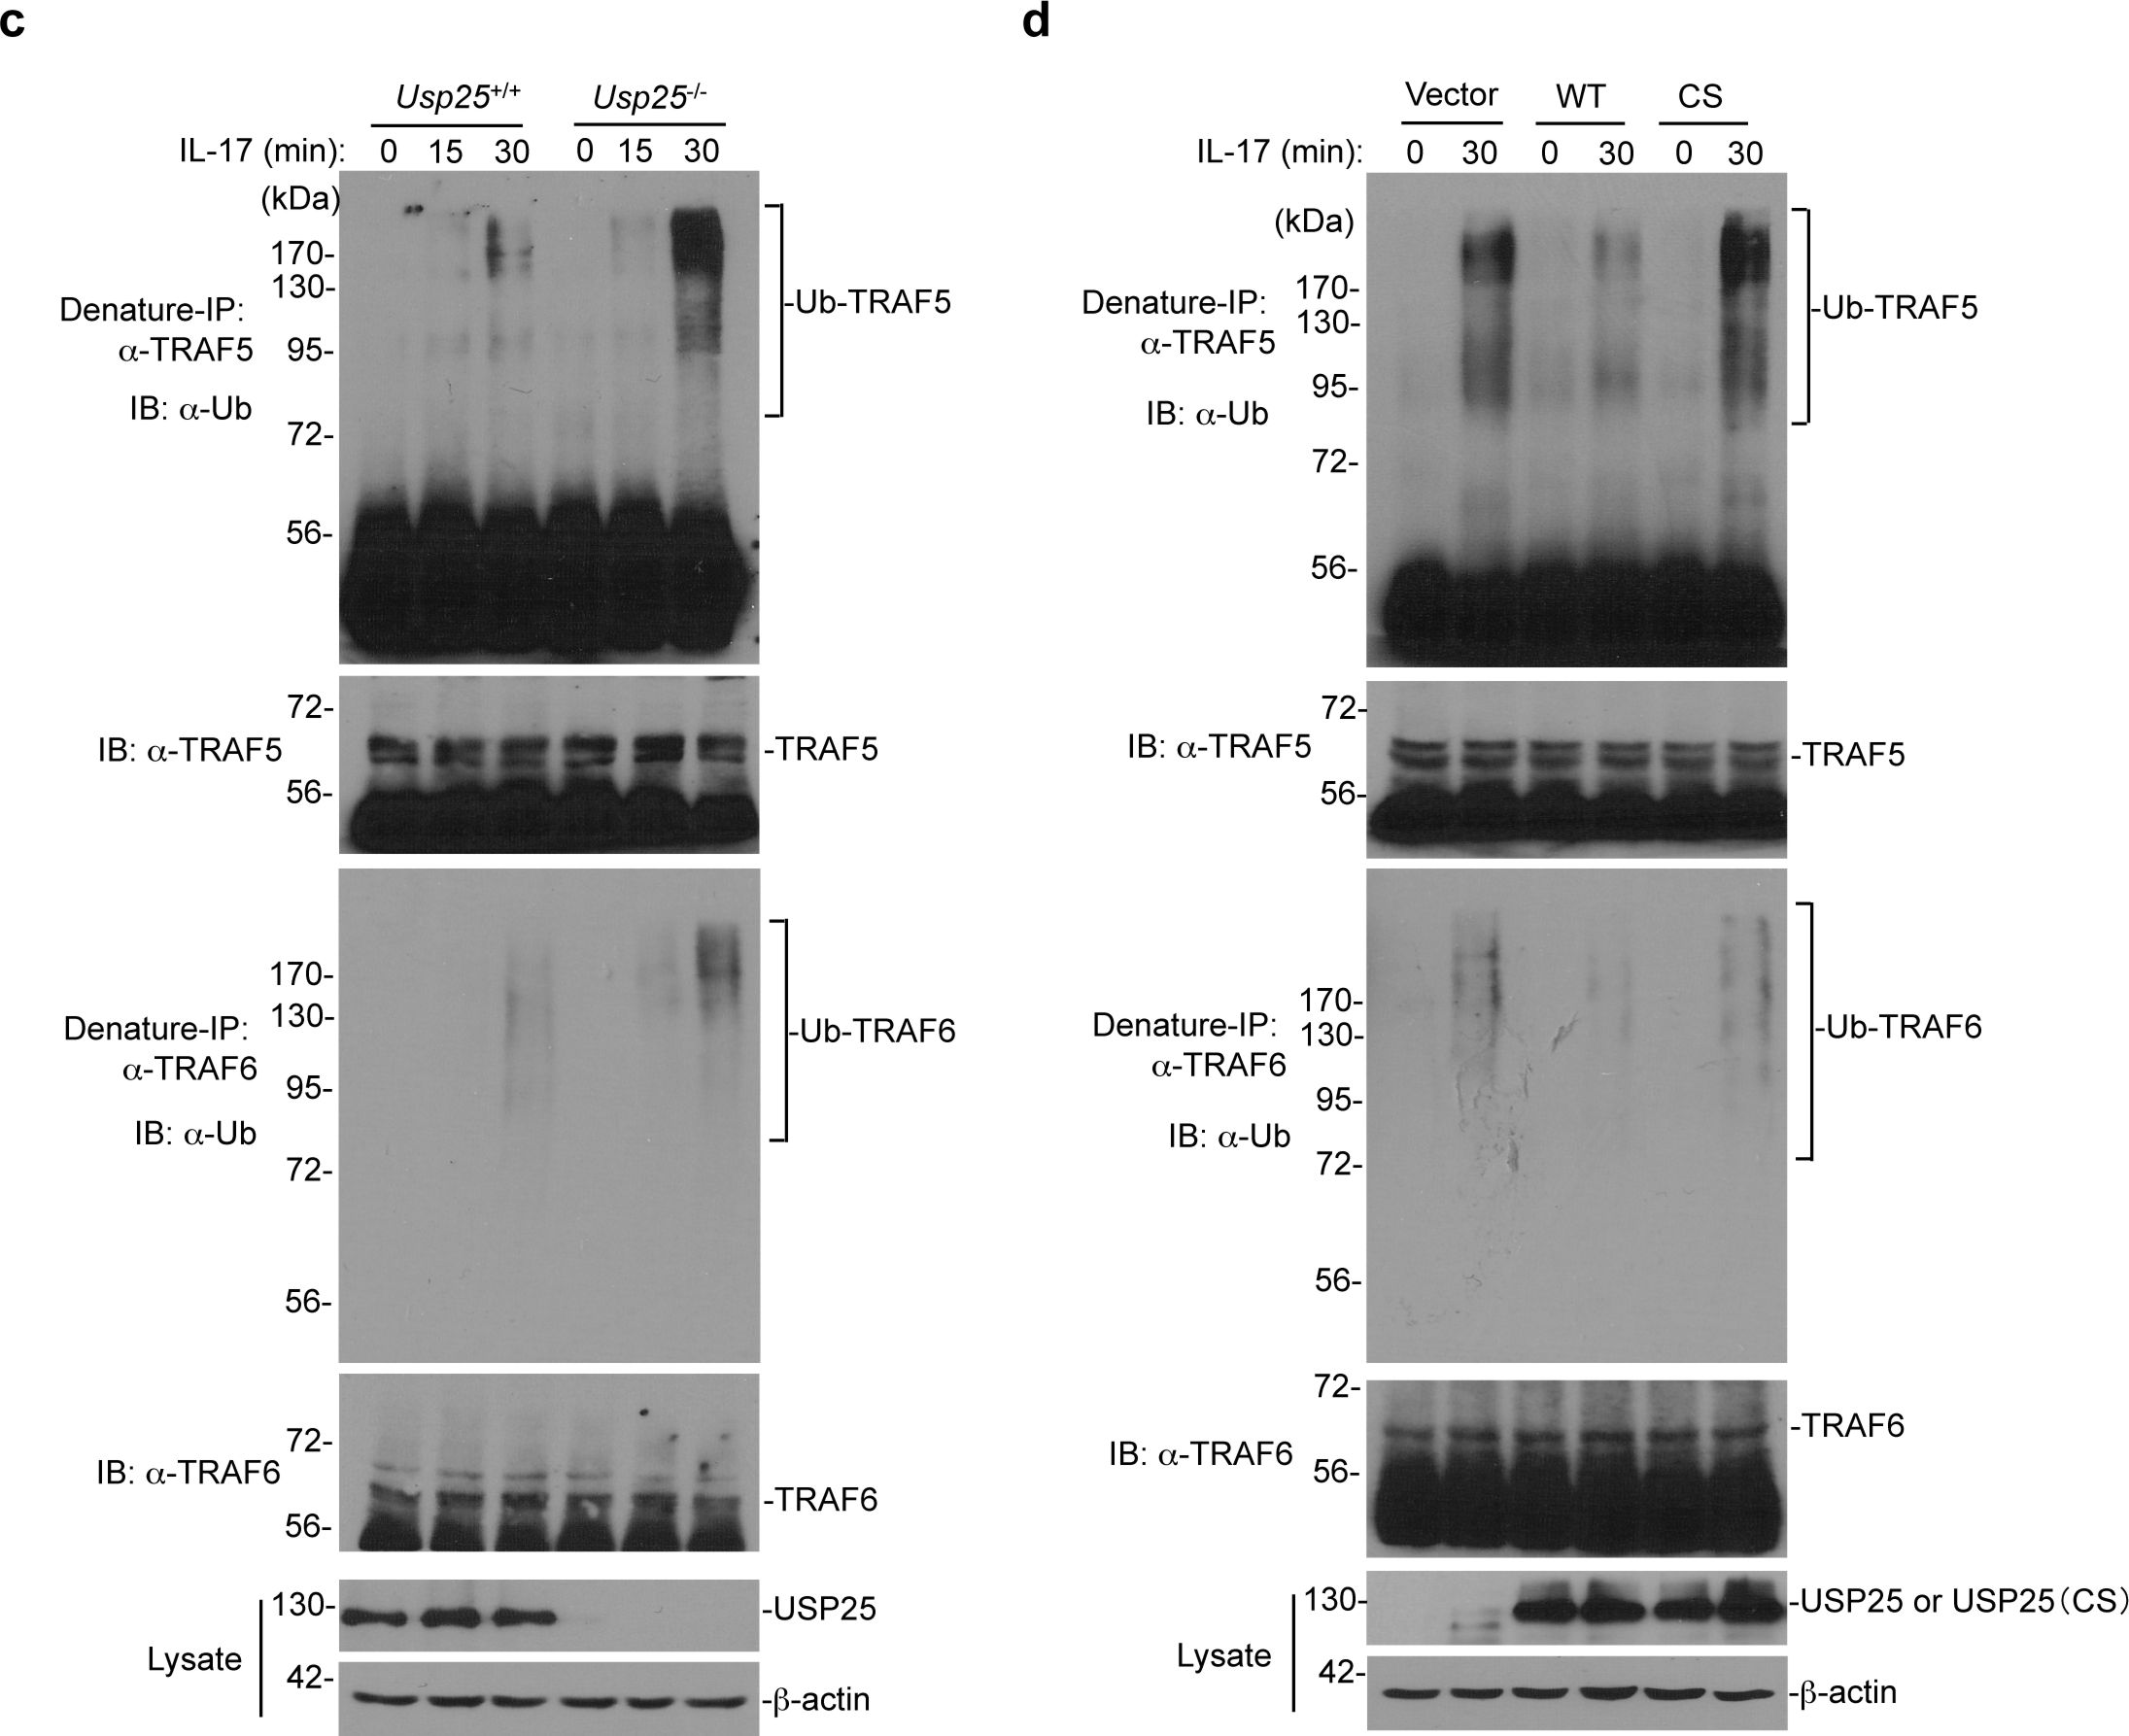 c
Usp25+/+ Usp25-/-
IL-17 (min): 0 15 30 0 15 30
(kDa)
170-
130-
Denature-IP:
α-TRAF5
95-
IB: α-Ub
72-
56-
-Ub-TRAF5
72-
IB: α-TRAF5
-TRAF5
56-
170-
130-
Denature-IP:
α-TRAF6
95-
IB: α-Ub
72-
56-
-Ub-TRAF6
72-
IB: α-TRAF6
-TRAF6
56-
130-
-USP25
Lysate
42-
-β-actin
d
Vector WT CS
IL-17 (min): 0 30 0 30 0 30
(kDa)
170-
Denature-IP:
130-
α-TRAF5
95-
IB: α-Ub
72-
56-
-Ub-TRAF5
72-
IB: α-TRAF5
-TRAF5
56-
170-
Denature-IP:
130-
α-TRAF6
95-
IB: α-Ub
72-
56-
-Ub-TRAF6
72-
-TRAF6
IB: α-TRAF6
56-
130-
-USP25 or USP25(CS)
Lysate
42-
-β-actin